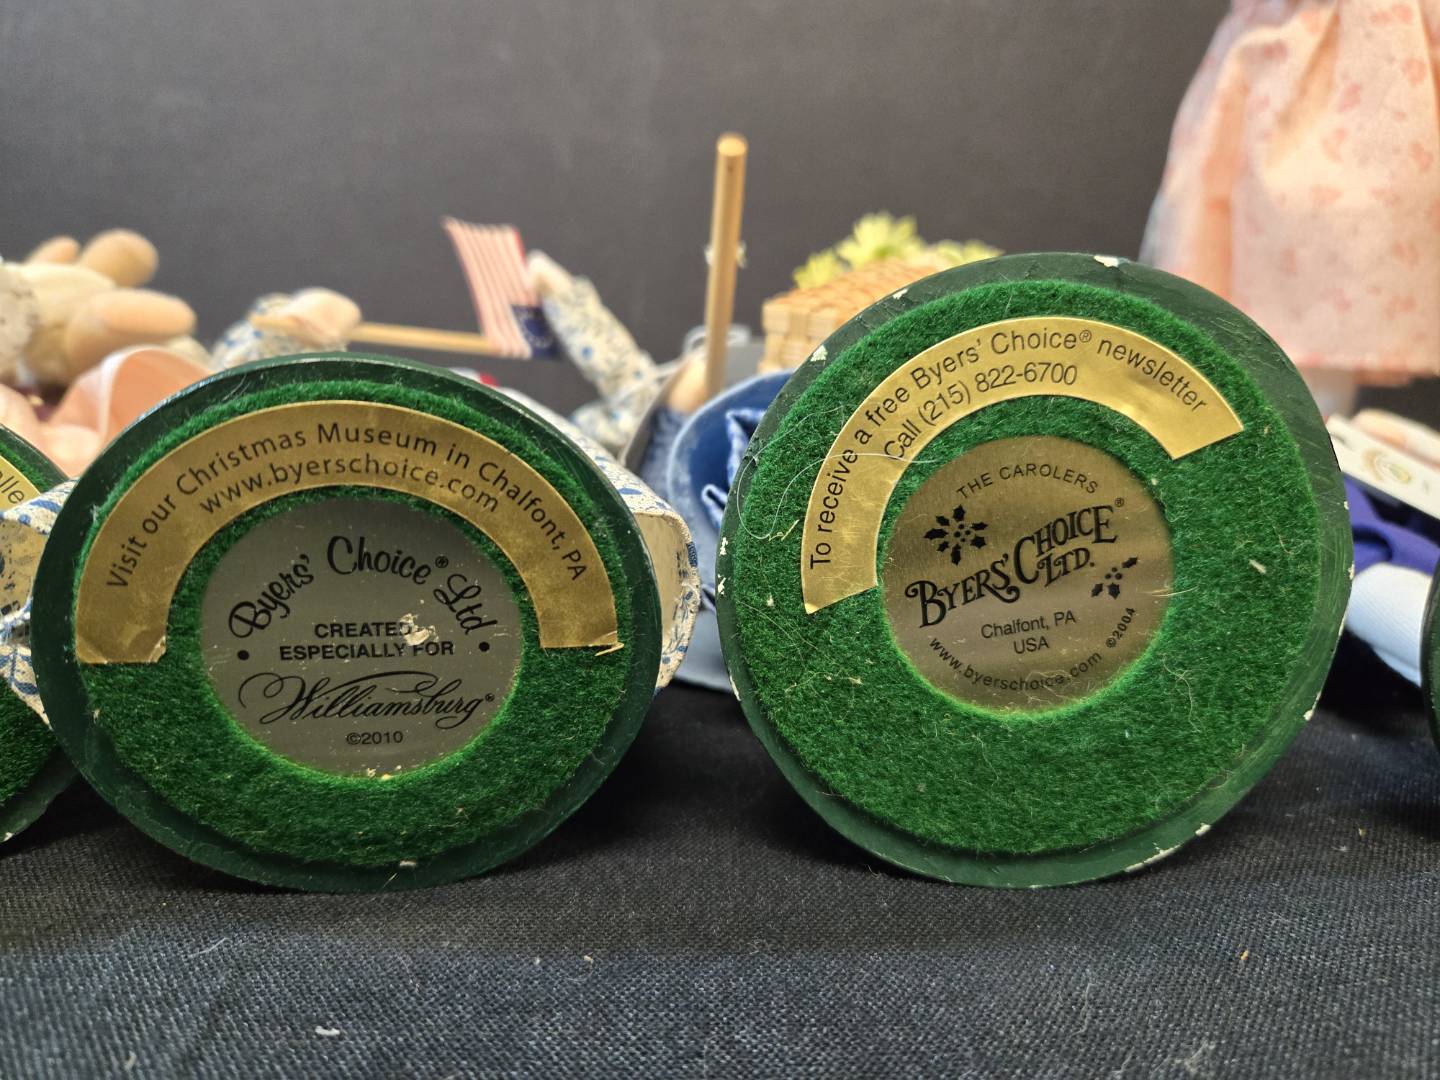 Visit our Christmas Museum in Chalfont, PA
www.byerschoice.com
Byers' Choice® Ltd
• CREATED •
ESPECIALLY FOR
Williamsburg®
©2010
To receive a free Byers' Choice® newsletter
Call (215) 822-6700
THE CAROLERS
BYERS' CHOICE®
LTD.
Chalfont, PA
USA
www.byerschoice.com ©2004